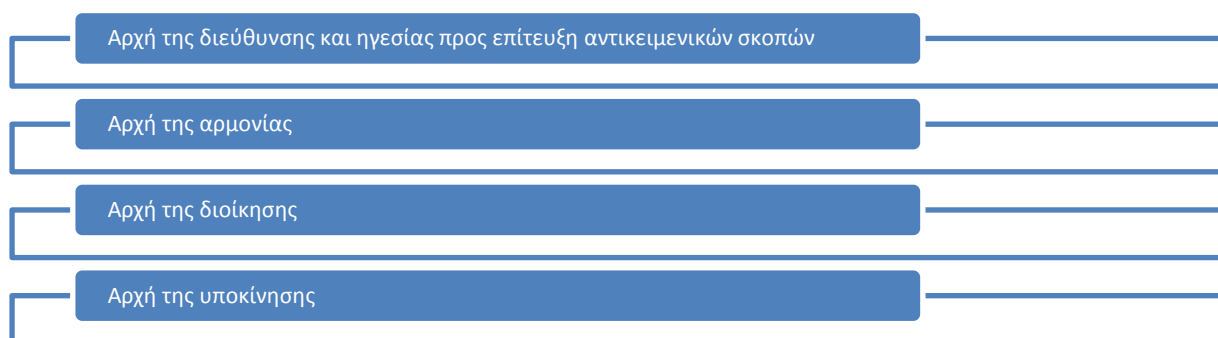 Αρχή της διεύθυνσης και ηγεσίας προς επίτευξη αντικειμενικών σκοπών
Αρχή της αρμονίας
Αρχή της διοίκησης
Αρχή της υποκίνησης